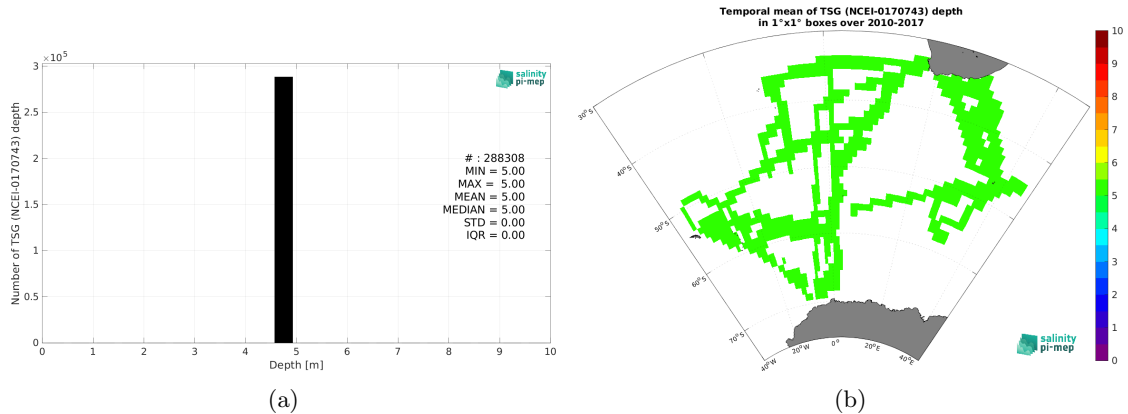 ×10⁵
3
2.5
2
1.5
1
0.5
0
Number of TSG (NCEI-0170743) depth
0 1 2 3 4 5 6 7 8 9 10
Depth [m]
salinity
pi-mep
# : 288308
MIN = 5.00
MAX = 5.00
MEAN = 5.00
MEDIAN = 5.00
STD = 0.00
IQR = 0.00
(a)
Temporal mean of TSG (NCEI-0170743) depth
in 1°x1° boxes over 2010-2017
30°S
40°S
50°S
60°S
70°S
40°W
20°W
0°
20°E
40°E
10
9
8
7
6
5
4
3
2
1
0
salinity
pi-mep
(b)